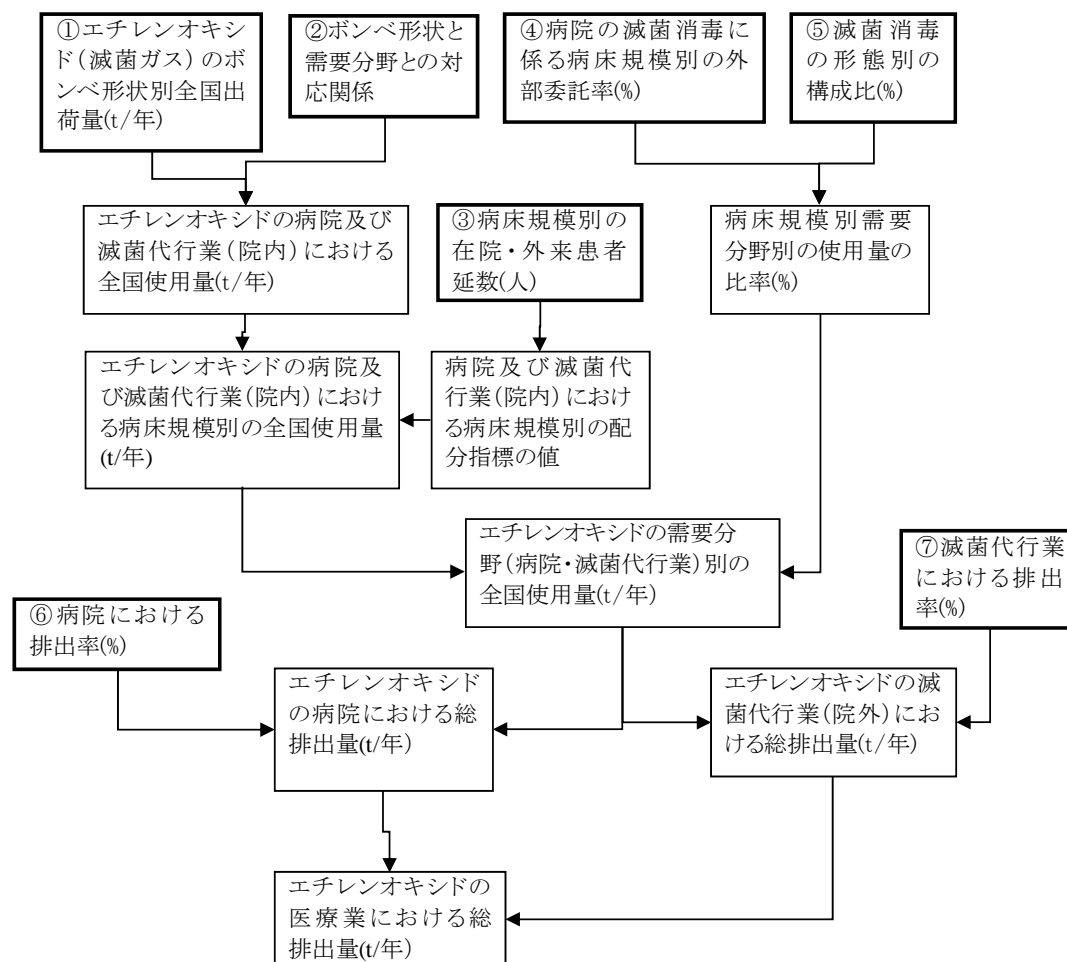 ①エチレンオキシ
ド(滅菌ガス)のボ
ンベ形状別全国出
荷量(t/年)
②ボンベ形状と
需要分野との対
応関係
④病院の滅菌消毒に
係る病床規模別の外
部委託率(%)
⑤滅菌消毒
の形態別の
構成比(%)
エチレンオキシドの病院及び
滅菌代行業(院内)における
全国使用量(t/年)
③病床規模別の
在院・外来患者
延数(人)
病床規模別需要
分野別の使用量の
比率(%)
エチレンオキシドの病院及
び滅菌代行業(院内)におけ
る病床規模別の全国使用量
(t/年)
病院及び滅菌代
行業(院内)におけ
る病床規模別の配
分指標の値
エチレンオキシドの需要分
野(病院・滅菌代行業)別の
全国使用量(t/年)
⑦滅菌代行業
における排出
率(%)
⑥病院における
排出率(%)
エチレンオキシド
の病院における総
排出量(t/年)
エチレンオキシドの滅
菌代行業(院外)にお
ける総排出量(t/年)
エチレンオキシドの
医療業における総
排出量(t/年)